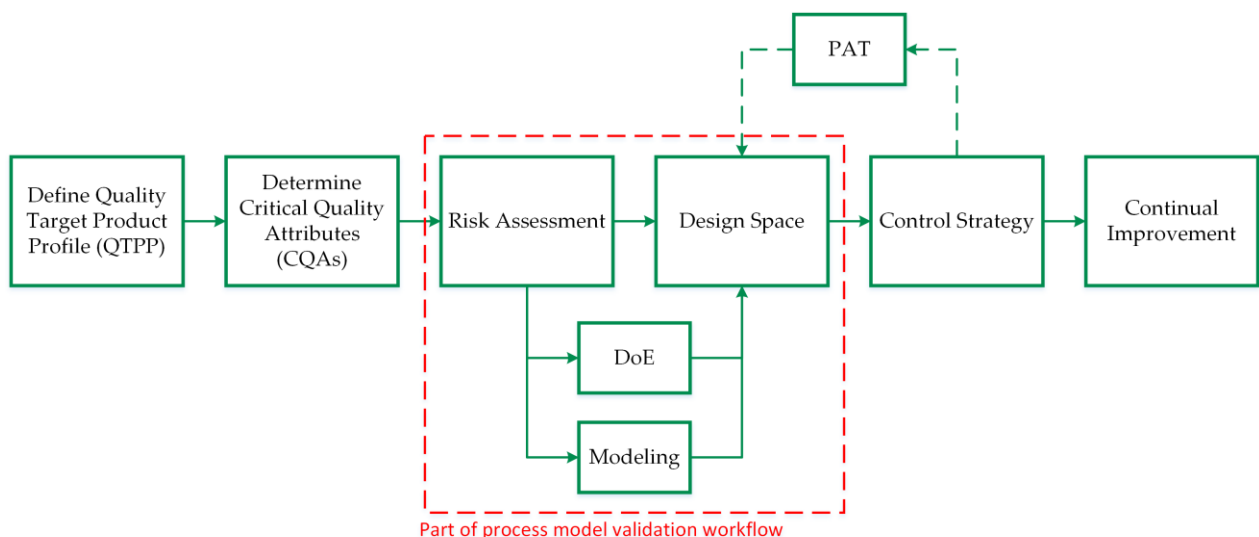 PAT
Define Quality
Target Product
Profile (QTPP)
Determine
Critical Quality
Attributes
(CQAs)
Risk Assessment
Design Space
Control Strategy
Continual
Improvement
DoE
Modeling
Part of process model validation workflow